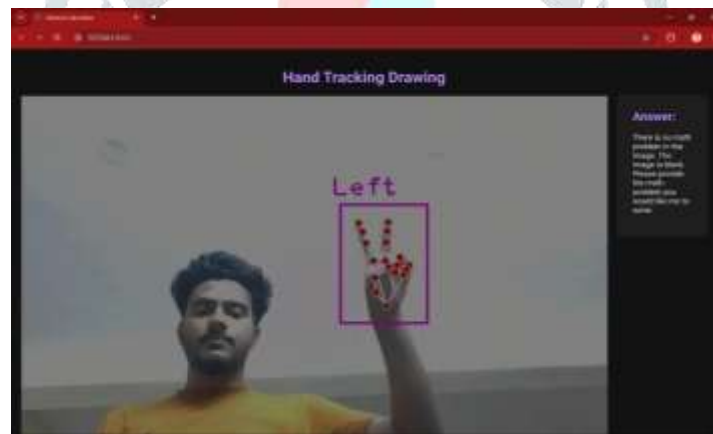 Hand Tracking Drawing
Left
Answer:
There is no math
problem in the
image. The
image is blank.
Please provide
the math
problem you
would like me to
solve.